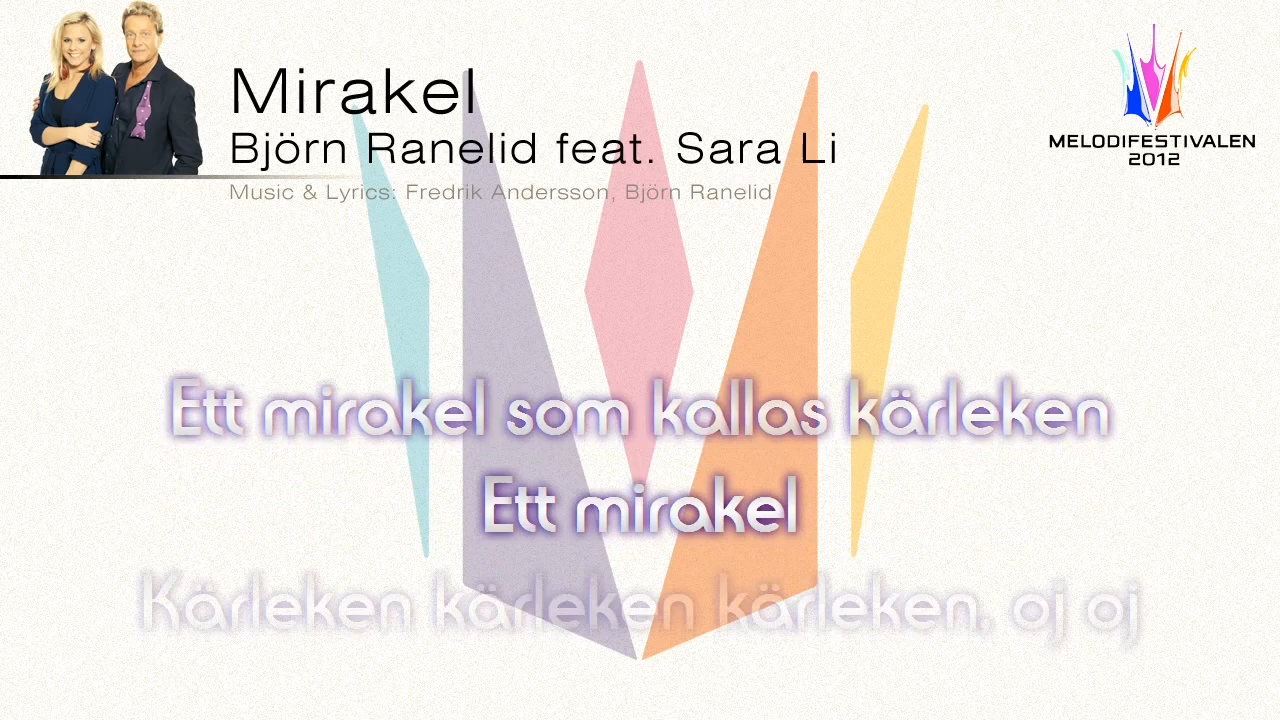 Mirakel
Björn Ranelid feat. Sara Li
Music & Lyrics: Fredrik Andersson, Björn Ranelid
MELODIFESTIVALEN
2012
Ett mirakel som kallas kärleken
Ett mirakel
Kärleken kärleken kärleken, oj oj